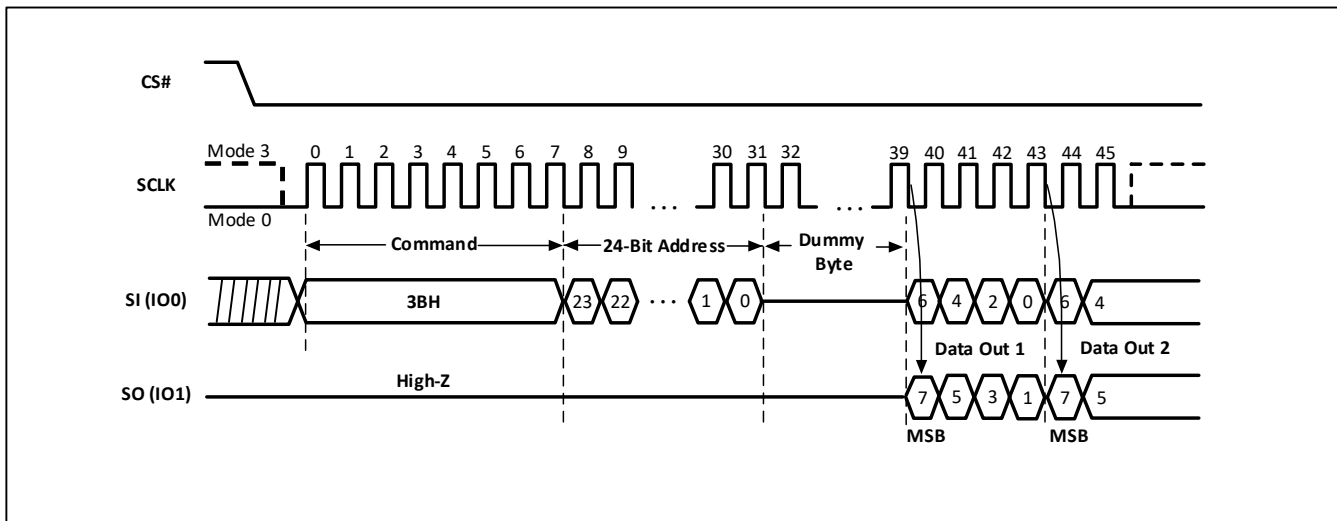 CS#
Mode 3
0 1 2 3 4 5 6 7 8 9 30 31 32 39 40 41 42 43 44 45
SCLK
Mode 0
... ...
Command 24-Bit Address Dummy
Byte
SI (IO0) 3BH 23 22 ... 1 0 6 4 2 0 6 4
Data Out 1 Data Out 2
High-Z
SO (IO1) 7 5 3 1 7 5
MSB MSB